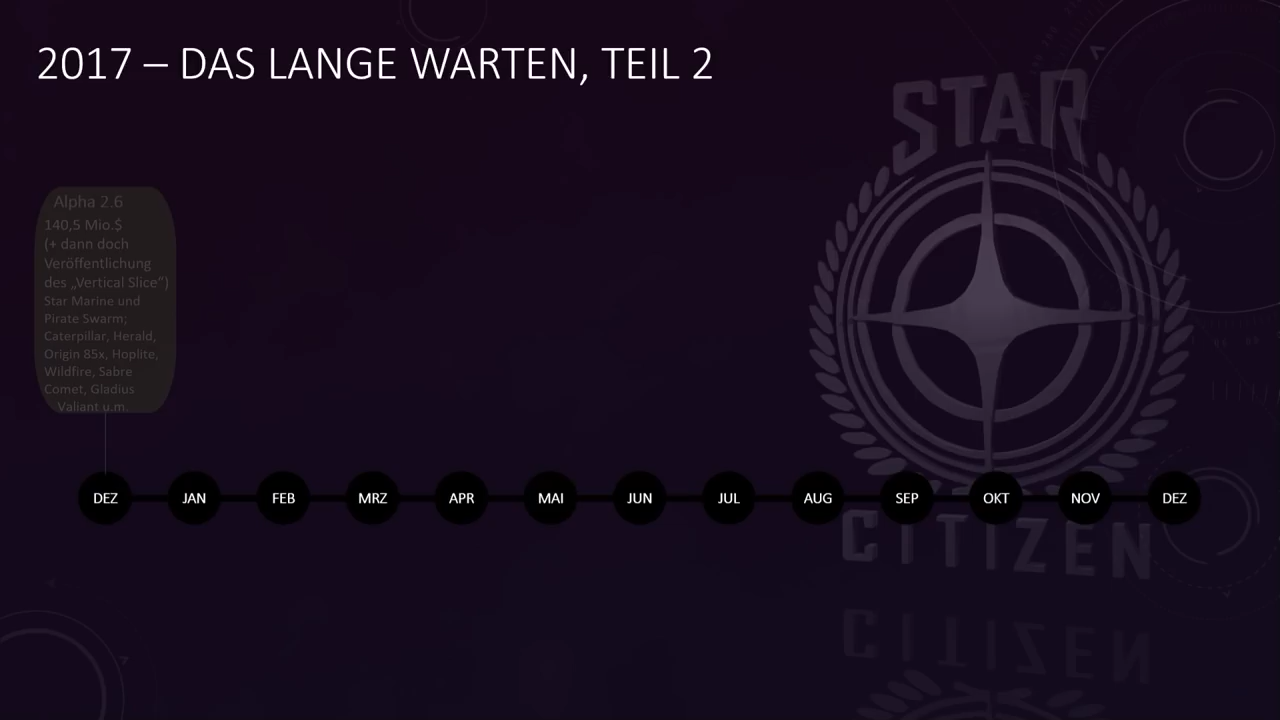 2017 – DAS LANGE WARTEN, TEIL 2
STAR
Alpha 2.6
140,5 Mio.$
(+ dann doch
Veröffentlichung
des „Vertical Slice“)
Star Marine und
Pirate Swarm;
Caterpillar, Herald,
Origin 85x, Hoplite,
Wildfire, Sabre
Comet, Gladius
Valiant u.m.
DEZ JAN FEB MRZ APR MAI JUN JUL AUG SEP OKT NOV DEZ
CITIZEN